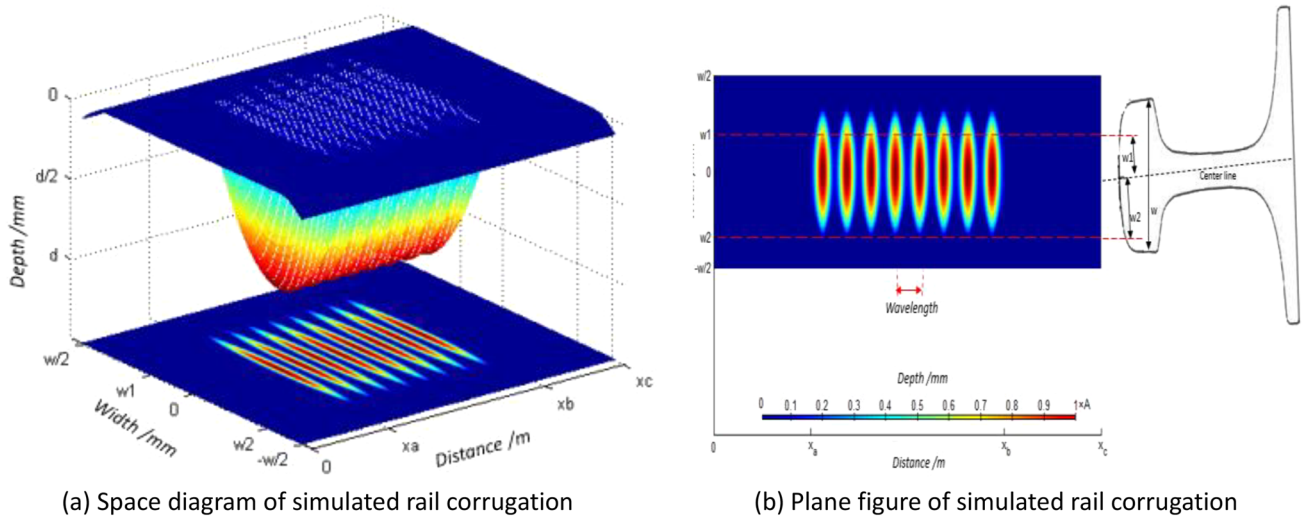 0
d/2
d
Depth /mm
w/2
w1
0
w2
-w/2
Width /mm
0
xa
xb
xc
Distance /m
(a) Space diagram of simulated rail corrugation
w/2
w1
0
w2
-w/2
Wavelength
Depth /mm
0 0.1 0.2 0.3 0.4 0.5 0.6 0.7 0.8 0.9 1×A
0 xa xb xc
Distance /m
w1
Center line
w2
w
(b) Plane figure of simulated rail corrugation